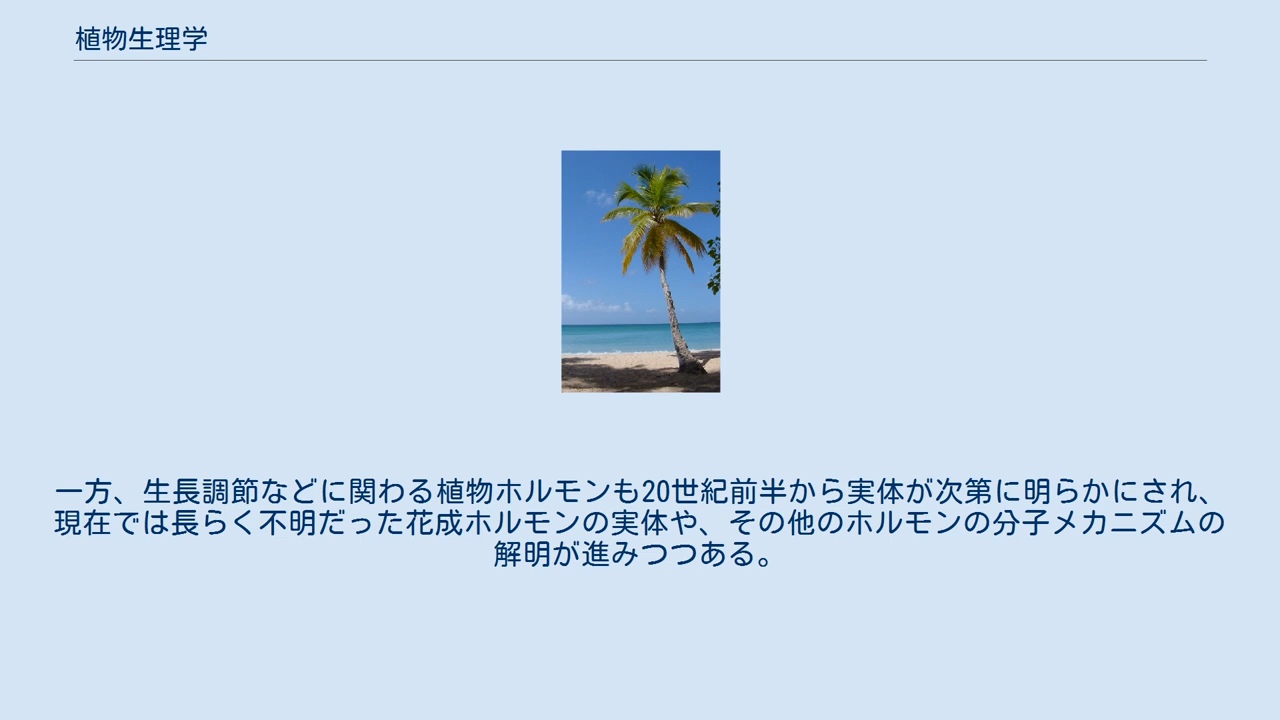 植物生理学
一方、生長調節などに関わる植物ホルモンも20世紀前半から実体が次第に明らかにされ、
現在では長らく不明だった花成ホルモンの実体や、その他のホルモンの分子メカニズムの
解明が進みつつある。